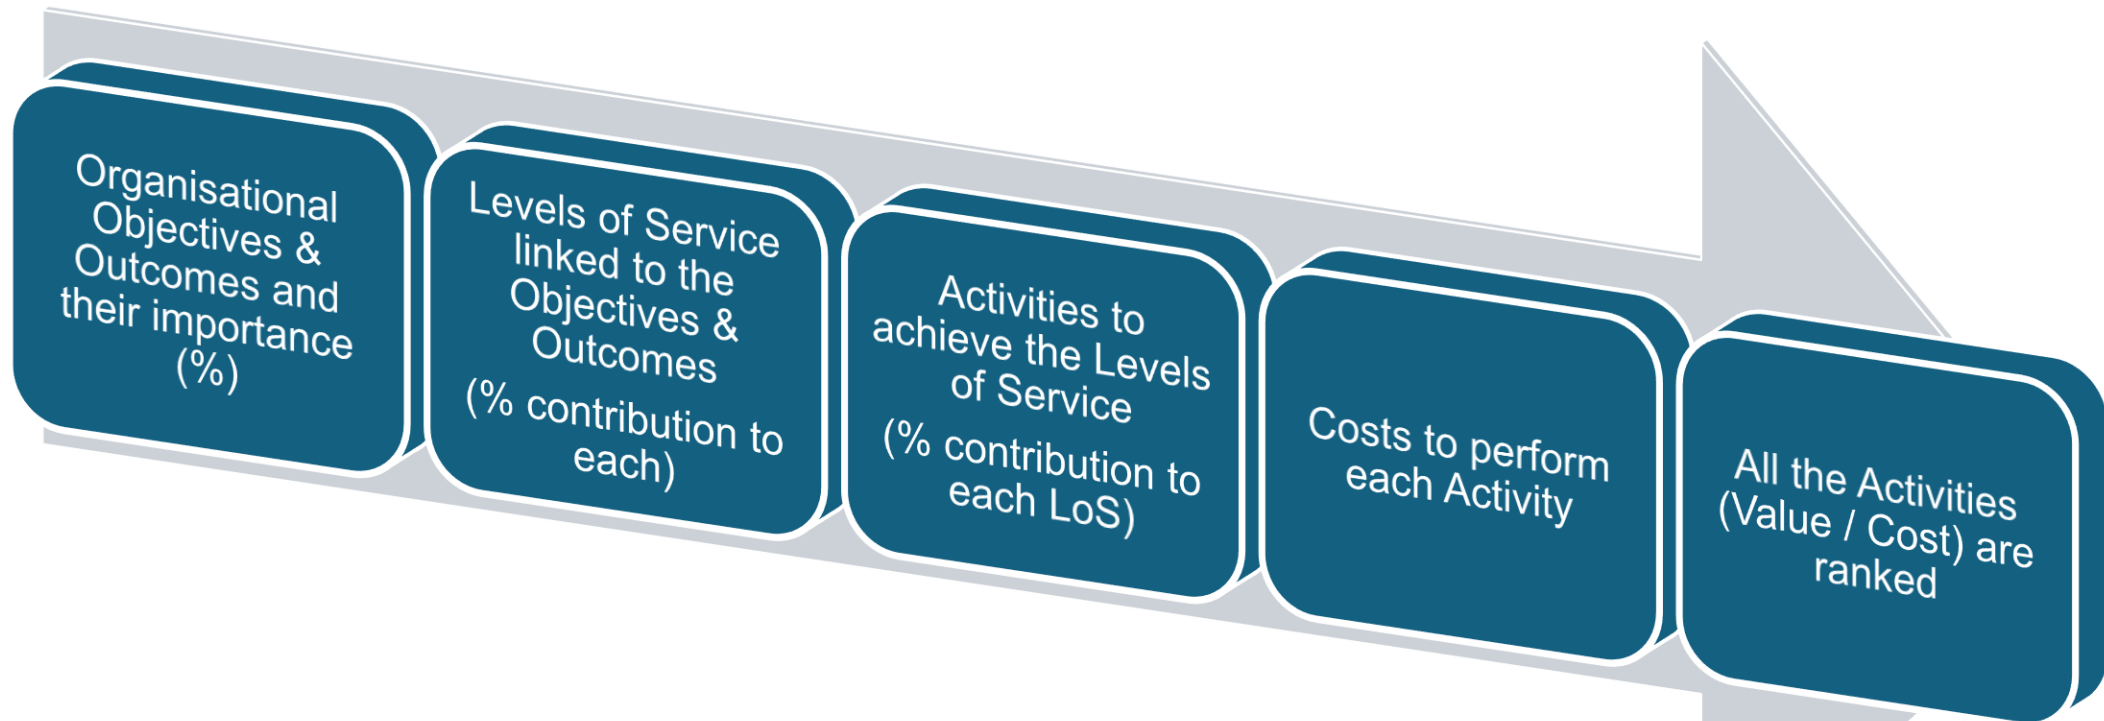 Organisational
Objectives &
Outcomes and
their importance
(%)
Levels of Service
linked to the
Objectives &
Outcomes
(% contribution to
each)
Activities to
achieve the Levels
of Service
(% contribution to
each LoS)
Costs to perform
each Activity
All the Activities
(Value / Cost) are
ranked